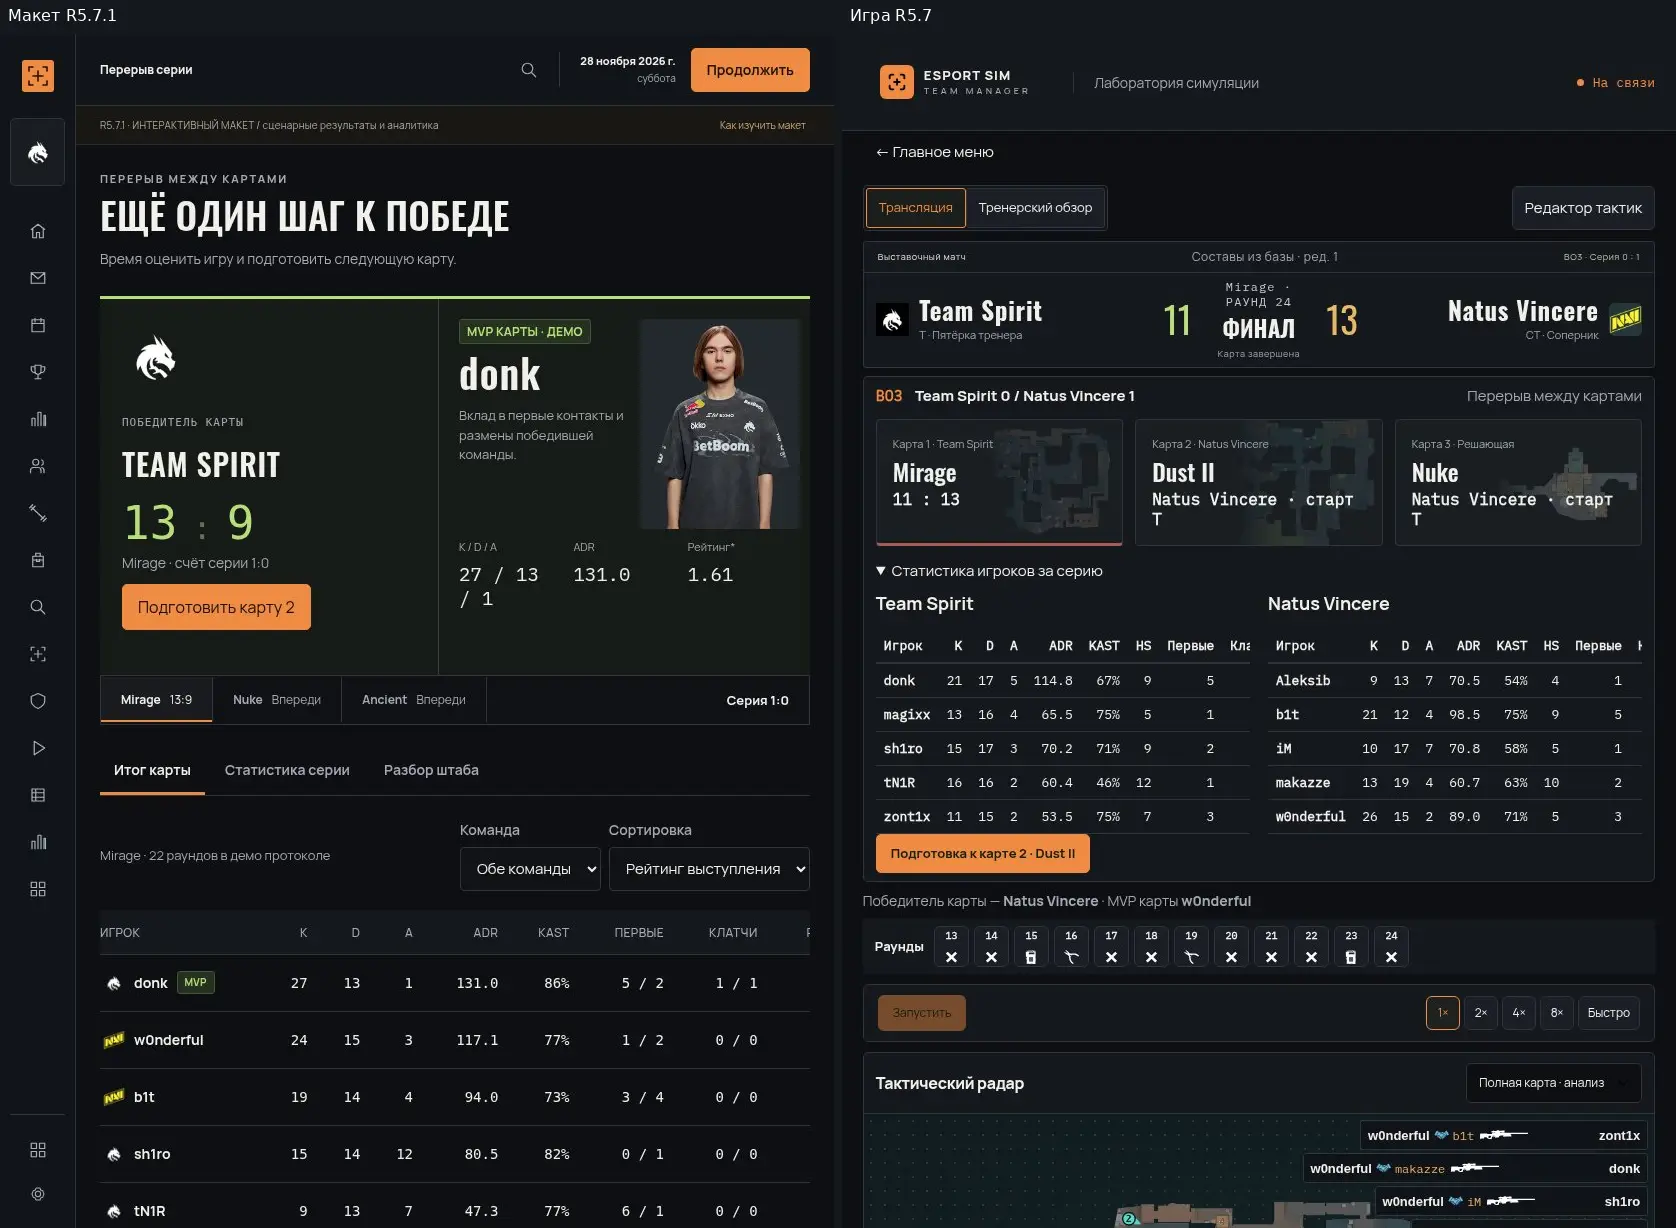 Макет R5.7.1
Перерыв серии
28 ноября 2026 г.
суббота
Продолжить
R5.7.1 · ИНТЕРАКТИВНЫЙ МАКЕТ / сценарные результаты и аналитика
Как изучить макет
ПЕРЕРЫВ МЕЖДУ КАРТАМИ
ЕЩЁ ОДИН ШАГ К ПОБЕДЕ
Время оценить игру и подготовить следующую карту.
ПОБЕДИТЕЛЬ КАРТЫ
TEAM SPIRIT
13 : 9
Mirage · счёт серии 1:0
Подготовить карту 2
MVP КАРТЫ · ДЕМО
donk
Вклад в первые контакты и
размены победившей
команды.
BetBoom
K / D / A
ADR
Рейтинг*
27 / 13
/ 1
131.0
1.61
Mirage 13:9
Nuke Впереди
Ancient Впереди
Серия 1:0
Итог карты
Статистика серии
Разбор штаба
Mirage · 22 раундов в демо протоколе
Команда
Обе команды
Сортировка
Рейтинг выступления
ИГРОК K D A ADR KAST ПЕРВЫЕ КЛАТЧИ
donk MVP 27 13 1 131.0 86% 5 / 2 1 / 1
w0nderful 24 15 3 117.1 77% 1 / 2 0 / 0
b1t 19 14 4 94.0 73% 3 / 4 0 / 0
sh1ro 15 14 12 80.5 82% 0 / 1 0 / 0
tN1R 9 13 7 47.3 77% 6 / 1 0 / 0
Игра R5.7
ESPORT SIM
TEAM MANAGER
Лаборатория симуляции
На связи
← Главное меню
Трансляция
Тренерский обзор
Редактор тактик
Выставочный матч
Составы из базы · ред. 1
BO3 · Серия 0 : 1
Team Spirit
T · Пятёрка тренера
11
Mirage ·
РАУНД 24
ФИНАЛ
Карта завершена
13
Natus Vincere
CT · Соперник
BO3 Team Spirit 0 / Natus Vincere 1
Перерыв между картами
Карта 1 · Team Spirit
Mirage
11 : 13
Карта 2 · Natus Vincere
Dust II
Natus Vincere · старт
T
Карта 3 · Решающая
Nuke
Natus Vincere · старт
T
▼ Статистика игроков за серию
Team Spirit
Игрок K D A ADR KAST HS Первые Кла
donk 21 17 5 114.8 67% 9 5
magixx 13 16 4 65.5 75% 5 1
sh1ro 15 17 3 70.2 71% 9 2
tN1R 16 16 2 60.4 46% 12 1
zont1x 11 15 2 53.5 75% 7 3
Natus Vincere
Игрок K D A ADR KAST HS Первые
Aleksib 9 13 7 70.5 54% 4 1
b1t 21 12 4 98.5 75% 9 5
iM 10 17 7 70.8 58% 5 1
makazze 13 19 4 60.7 63% 10 2
w0nderful 26 15 2 89.0 71% 5 3
Подготовка к карте 2 · Dust II
Победитель карты — Natus Vincere · MVP карты w0nderful
Раунды 13 14 15 16 17 18 19 20 21 22 23 24
Запустить
1× 2× 4× 8× Быстро
Тактический радар
Полная карта · анализ
w0nderful b1t zont1x
w0nderful makazze donk
w0nderful iM sh1ro
2